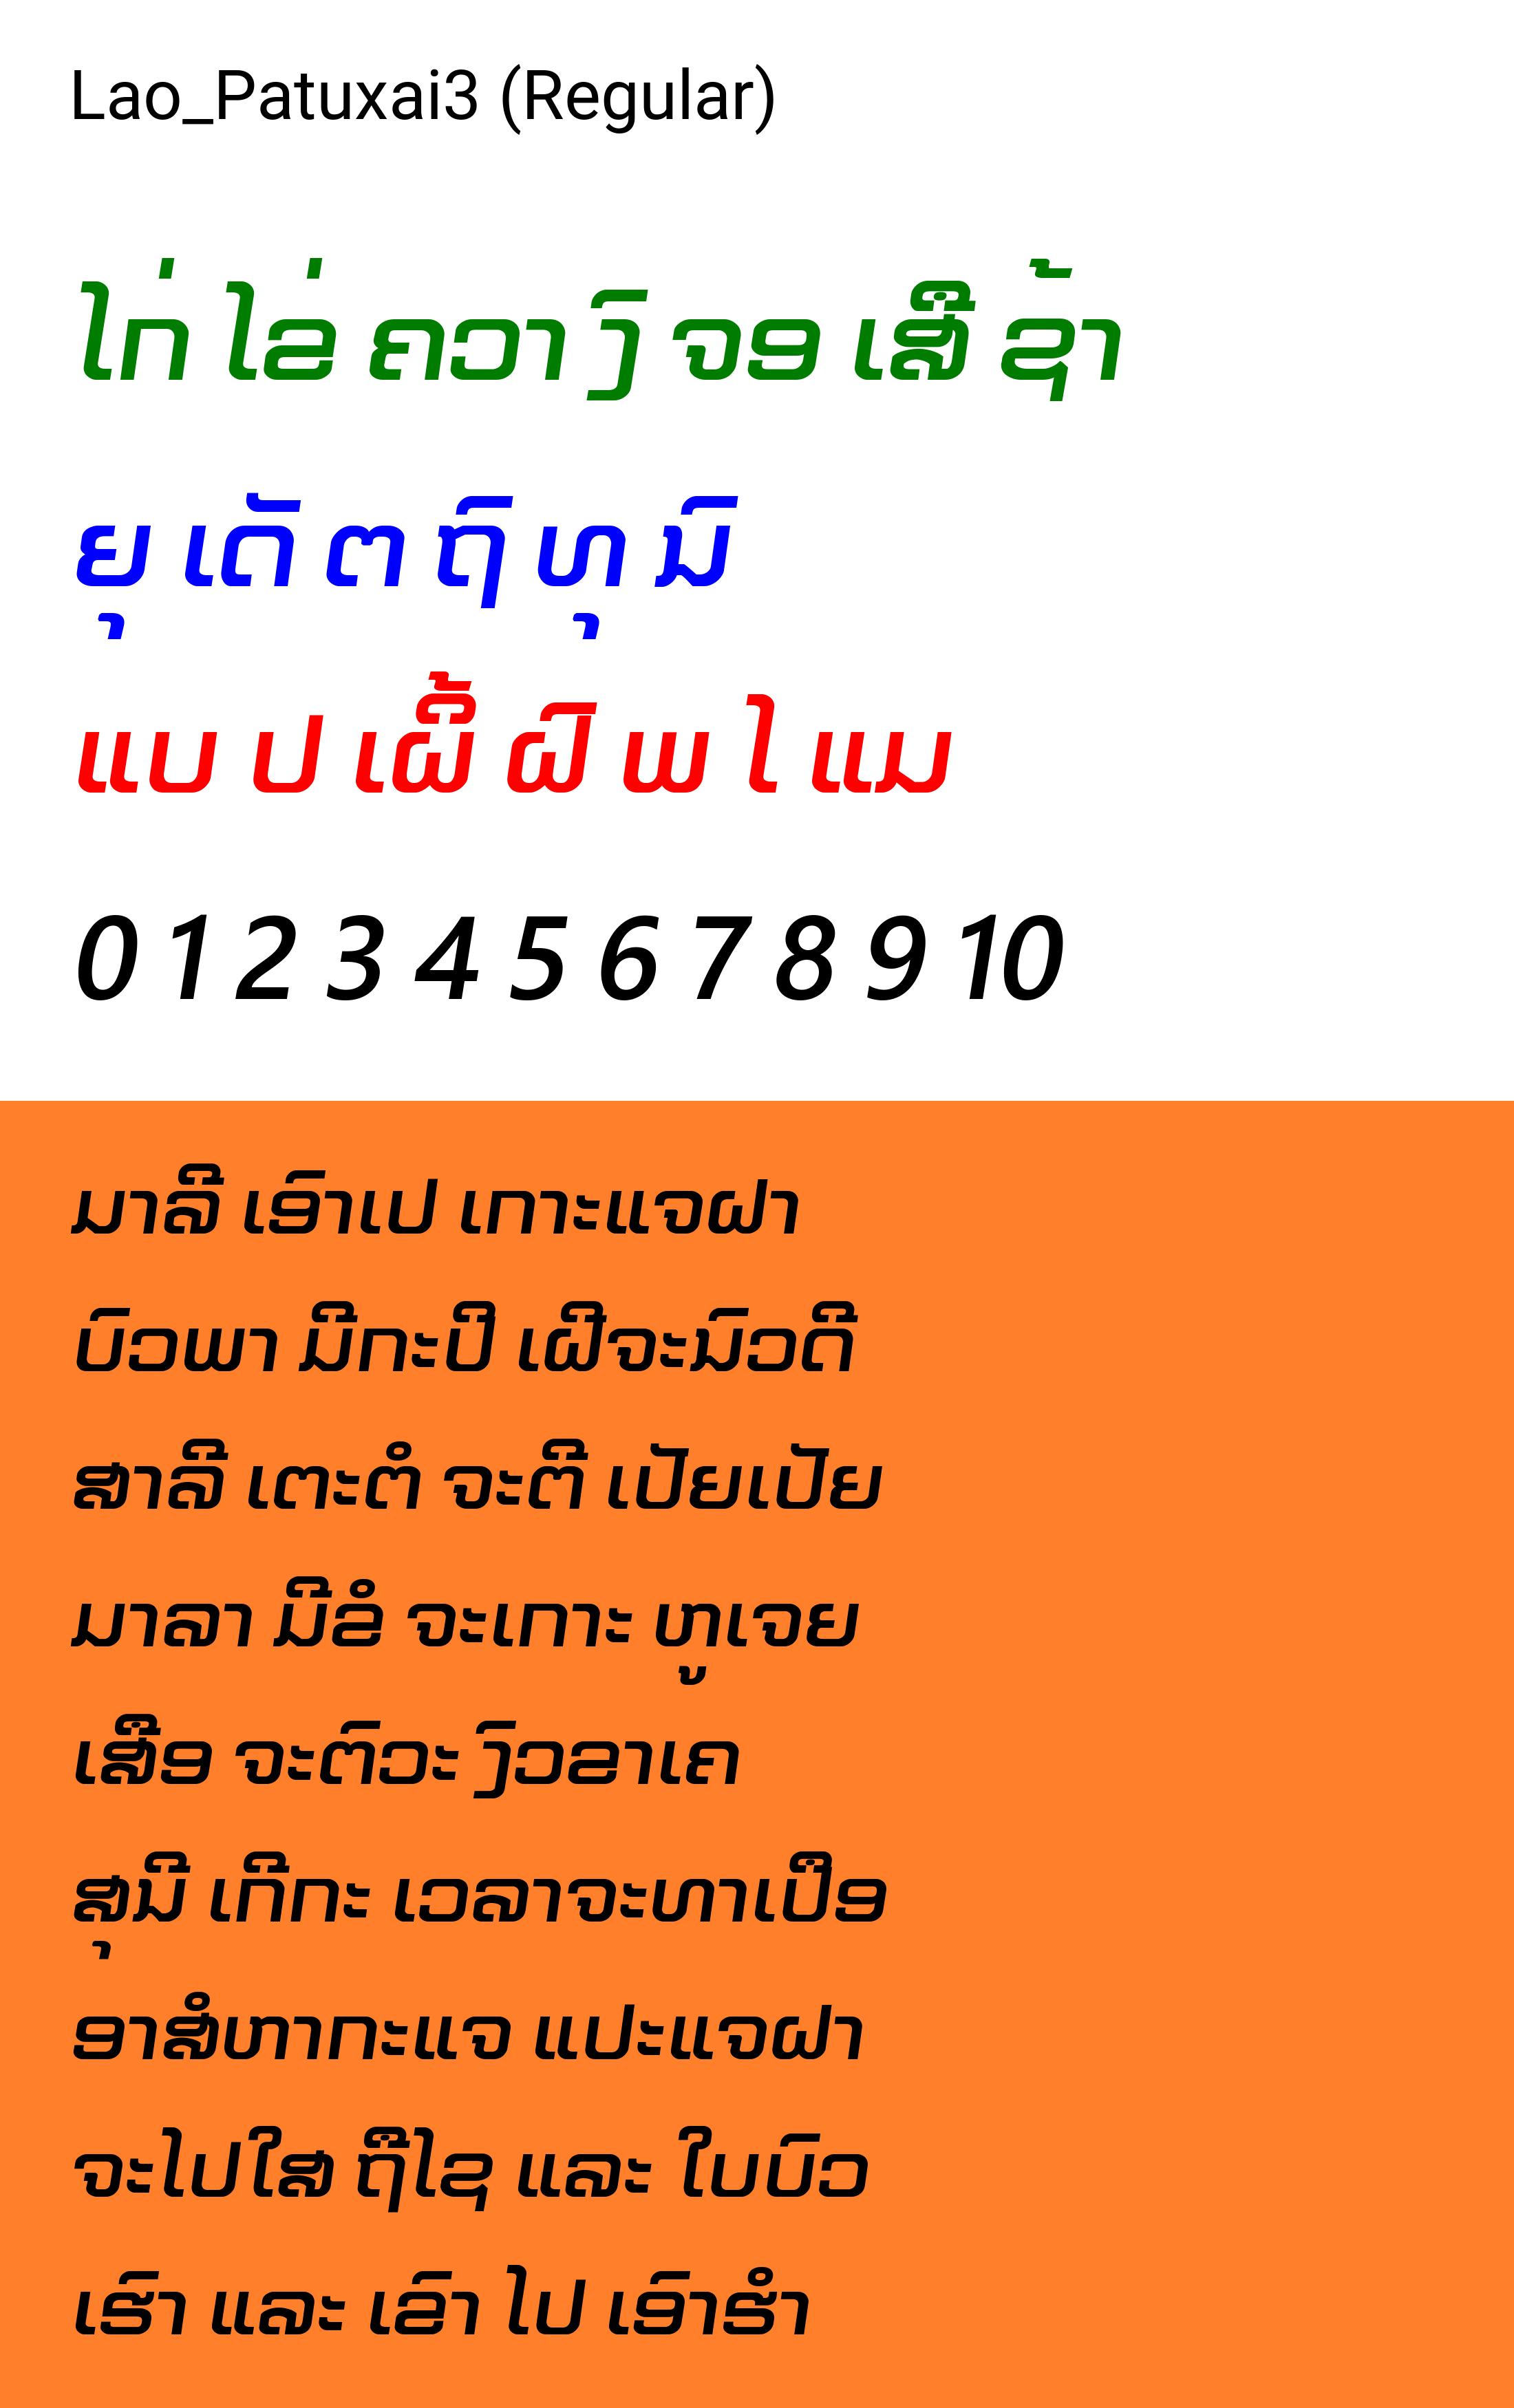 Lao_Patuxai3 (Regular)
ໄກ່ ໄຂ່ ຄວາງົ ຈອ ເສື ຊ້າ
ຍຸ ເດັ ຕ ຖົ ຫຸ ນົ
ແບ ປ ເຜີ້ ຝົ ພ ໄ ແມ
0 1 2 3 4 5 6 7 8 9 10
ມາລີ ເອົາເປ ເກາະແຈຝາ
ບົວພາ ມີກະປີ ເຝີຈະນົວດີ
ສາລີ ເຕະຕໍ ຈະຕີ ເປັຍເປັຍ
ມາລາ ມີຂໍ ຈະເກາະ ຫູເຈຍ
ເສືອ ຈະຕົວະ ງົວຂາເຄ
ສຸນີ ເກີກະ ເວລາຈະທາເປືອ
ອາສໍຫາກະແຈ ແປະແຈຝາ
ຈະໄປໃສ ຖືໄຊ ແລະ ໃບບົວ
ເຮົາ ແລະ ເຂົາ ໄປ ເອົາຮໍາ